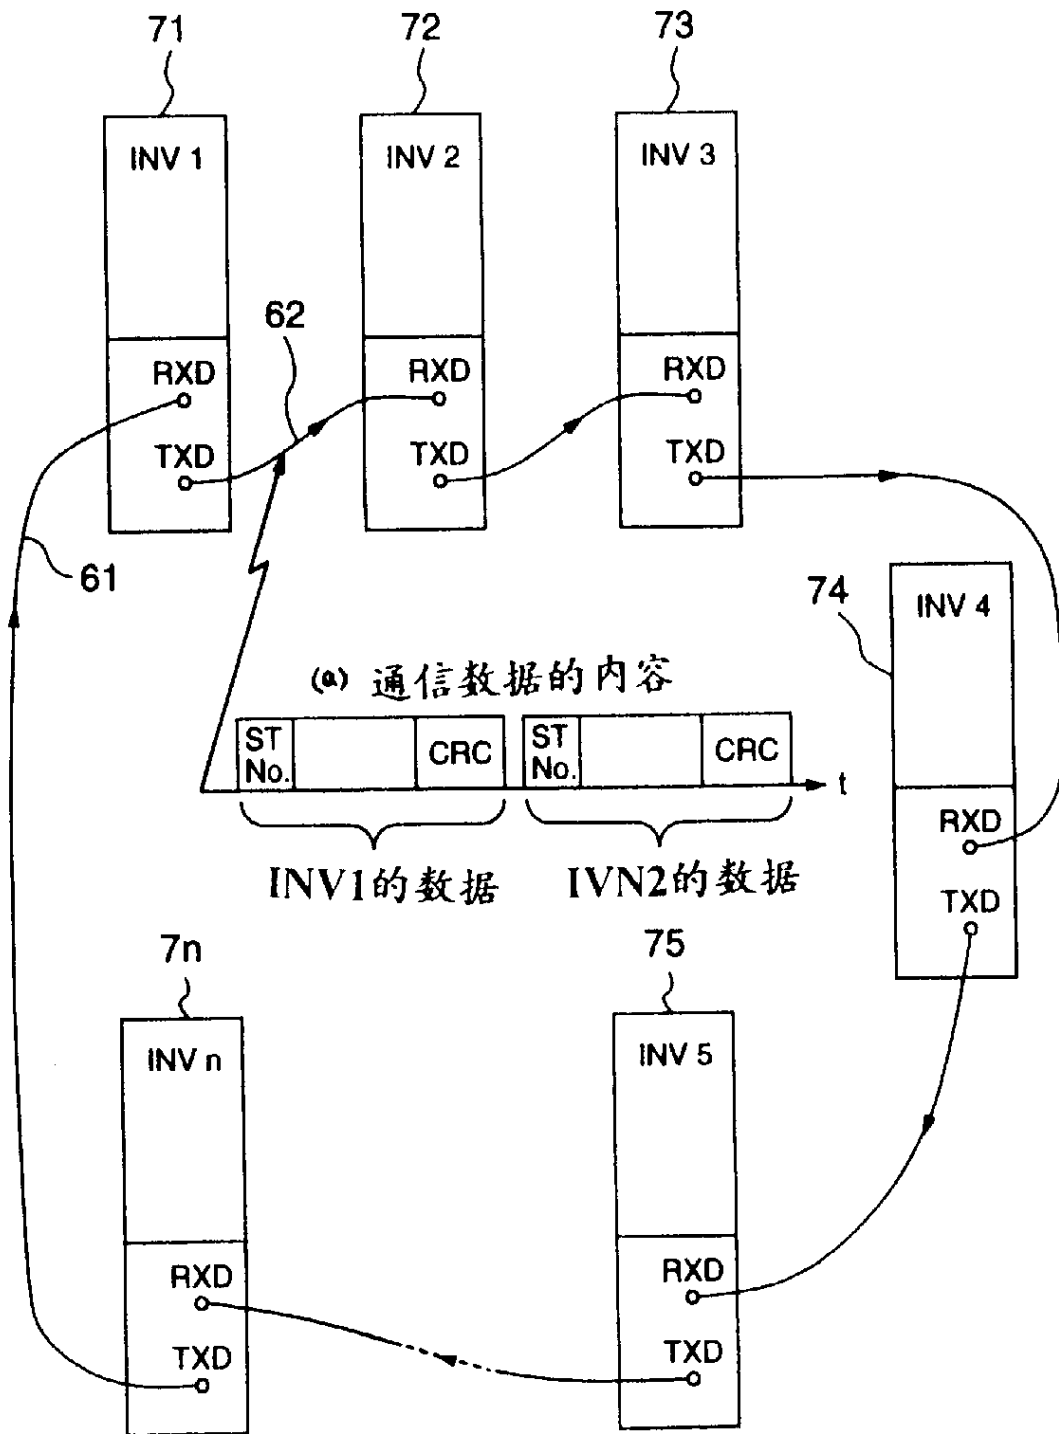 71
72
73
INV 1
INV 2
INV 3
62
RXD
RXD
RXD
TXD
TXD
TXD
61
74
INV 4
(a) 通信数据的内容
ST No.
CRC
ST No.
CRC
t
RXD
INV1的数据
IVN2的数据
TXD
7n
75
INV n
INV 5
RXD
RXD
TXD
TXD